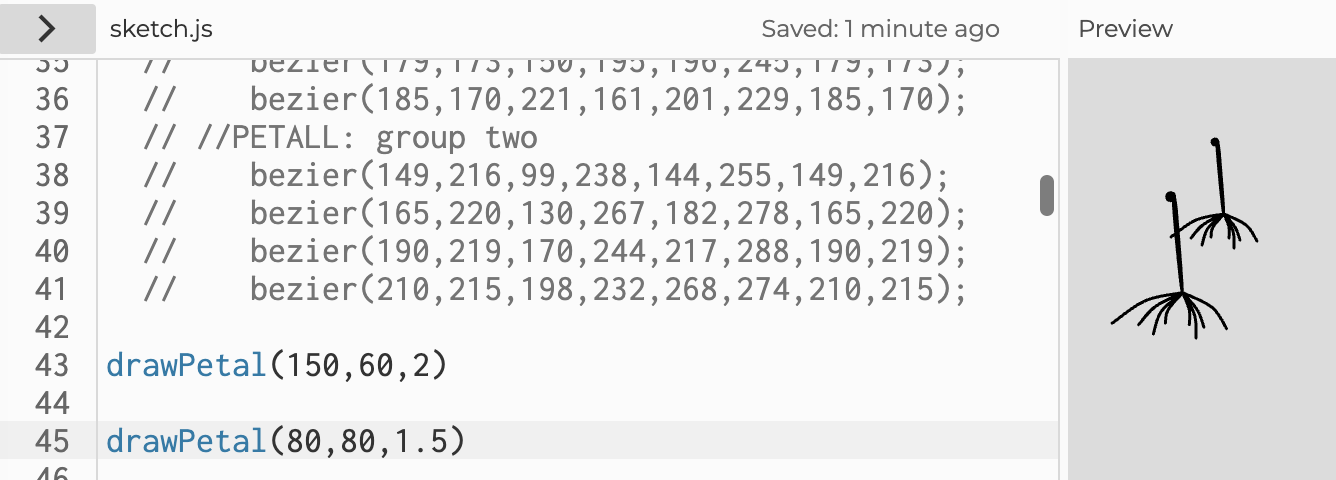 sketch.js
Saved: 1 minute ago
Preview
35 // bezier(179,173,150,195,196,245,179,173);
36 // bezier(185,170,221,161,201,229,185,170);
37 // //PETALL: group two
38 // bezier(149,216,99,238,144,255,149,216);
39 // bezier(165,220,130,267,182,278,165,220);
40 // bezier(190,219,170,244,217,288,190,219);
41 // bezier(210,215,198,232,268,274,210,215);
42
43 drawPetal(150,60,2)
44
45 drawPetal(80,80,1.5)
46